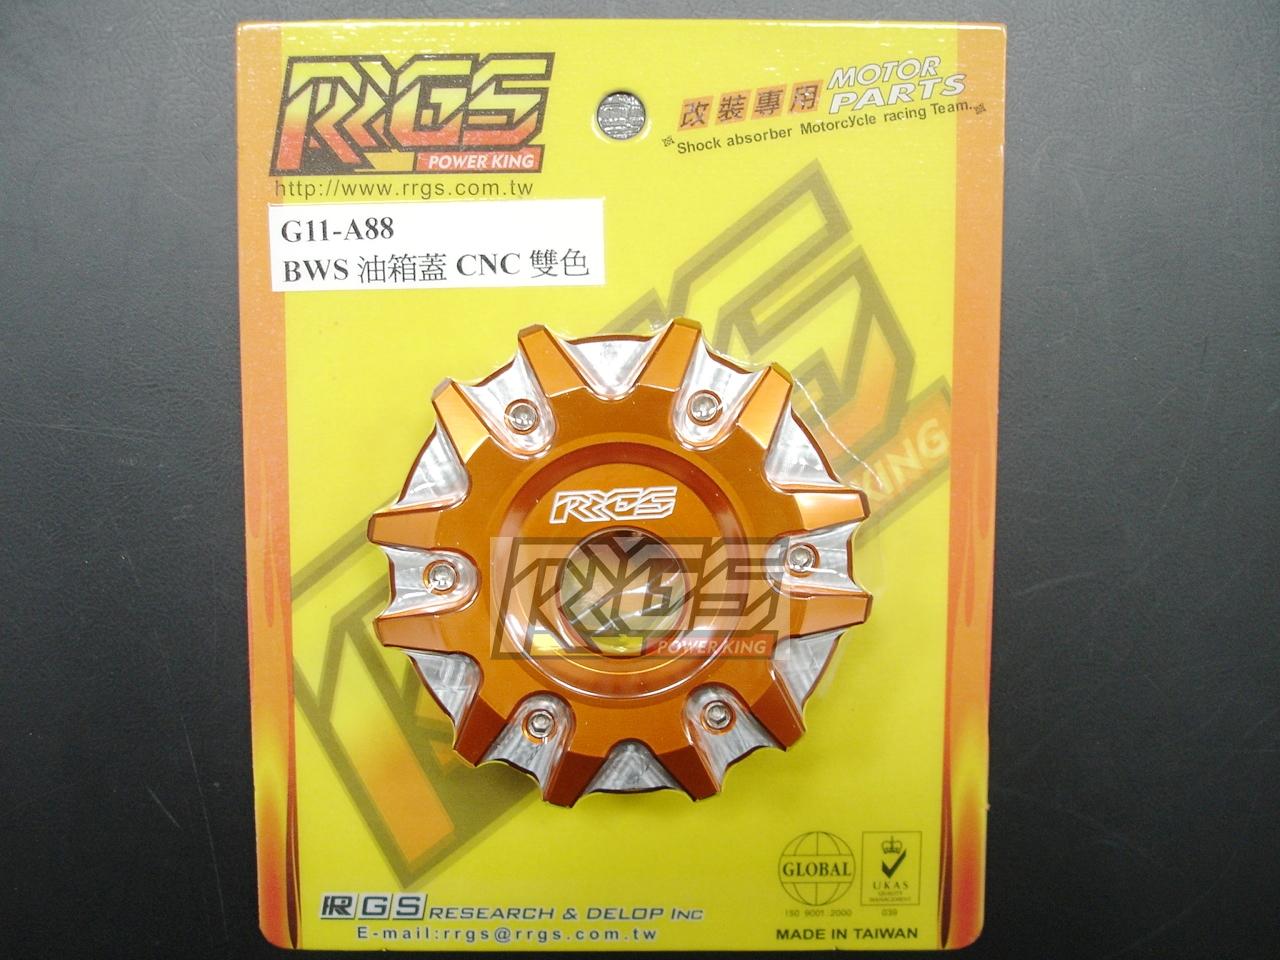 RRGS
POWER KING
http://www.rrgs.com.tw
改裝專用 MOTOR PARTS
Shock absorber Motorcycle racing Team.
G11-A88
BWS 油箱蓋 CNC 雙色
KING
RRGS
RRGS
POWER KING
GLOBAL
ISO 9001:2000
UKAS
QUALITY
MANAGEMENT
039
RRGS RESEARCH & DELOP INC
E-mail:rrgs@rrgs.com.tw
MADE IN TAIWAN